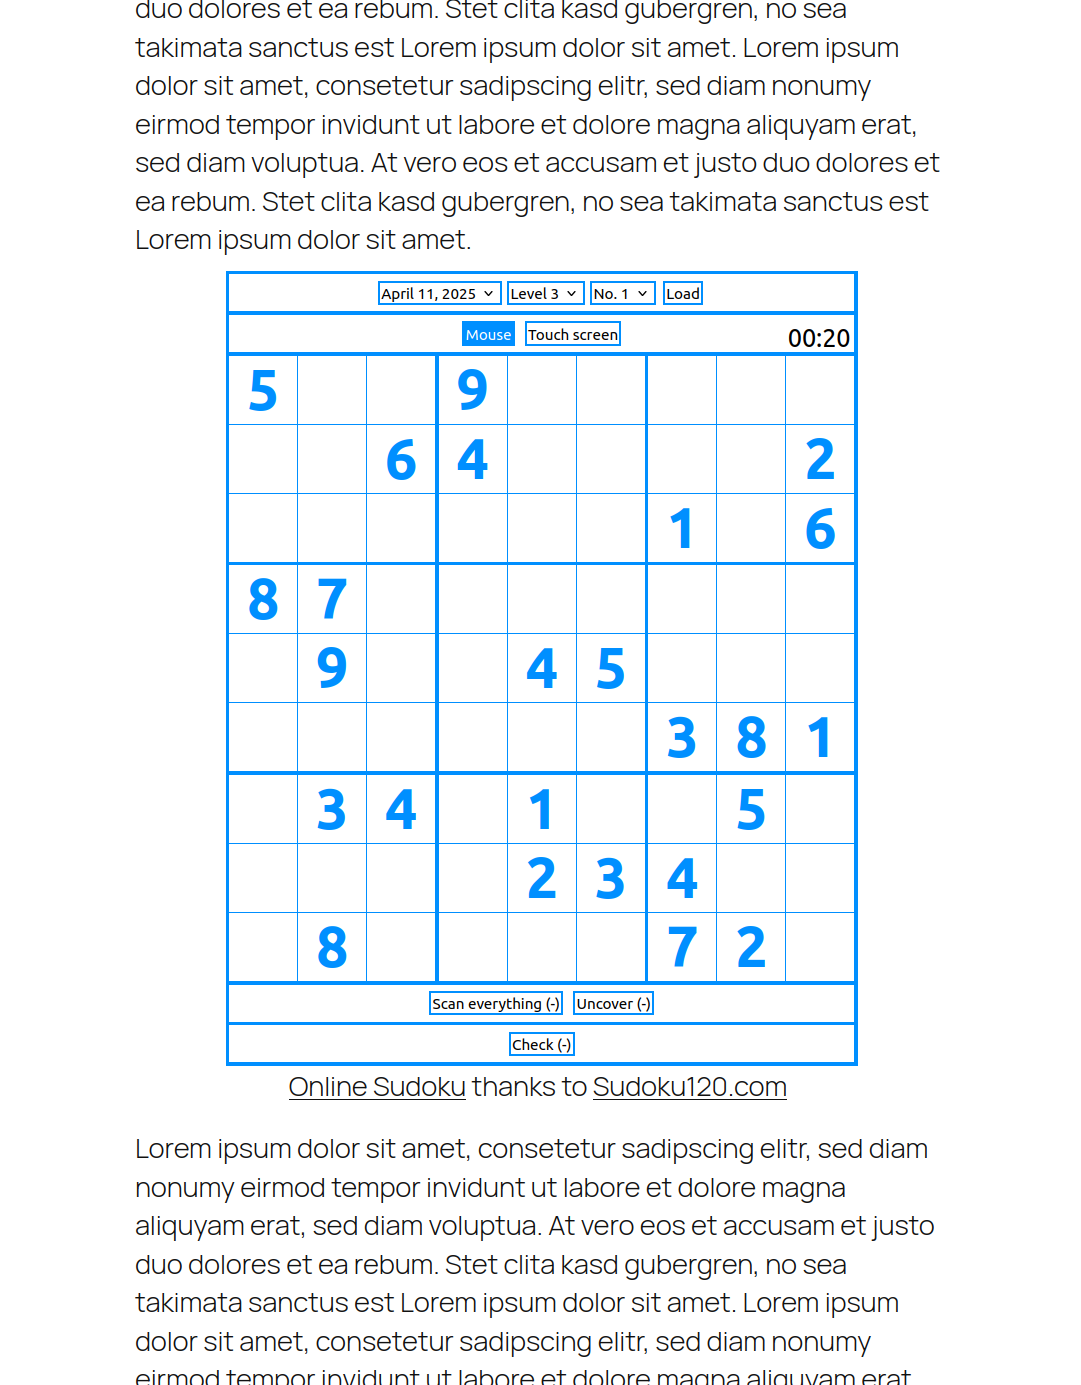 duo dolores et ea rebum. Stet clita kasd gubergren, no sea
takimata sanctus est Lorem ipsum dolor sit amet. Lorem ipsum
dolor sit amet, consetetur sadipscing elitr, sed diam nonumy
eirmod tempor invidunt ut labore et dolore magna aliquyam erat,
sed diam voluptua. At vero eos et accusam et justo duo dolores et
ea rebum. Stet clita kasd gubergren, no sea takimata sanctus est
Lorem ipsum dolor sit amet.
April 11, 2025 Level 3 No. 1 Load
Mouse Touch screen 00:20
5 9
6 4 2
1 6
8 7
9 4 5
3 8 1
3 4 1 5
2 3 4
8 7 2
Scan everything (-) Uncover (-)
Check (-)
Online Sudoku thanks to Sudoku120.com
Lorem ipsum dolor sit amet, consetetur sadipscing elitr, sed diam
nonumy eirmod tempor invidunt ut labore et dolore magna
aliquyam erat, sed diam voluptua. At vero eos et accusam et justo
duo dolores et ea rebum. Stet clita kasd gubergren, no sea
takimata sanctus est Lorem ipsum dolor sit amet. Lorem ipsum
dolor sit amet, consetetur sadipscing elitr, sed diam nonumy
eirmod tempor invidunt ut labore et dolore magna aliquyam erat,